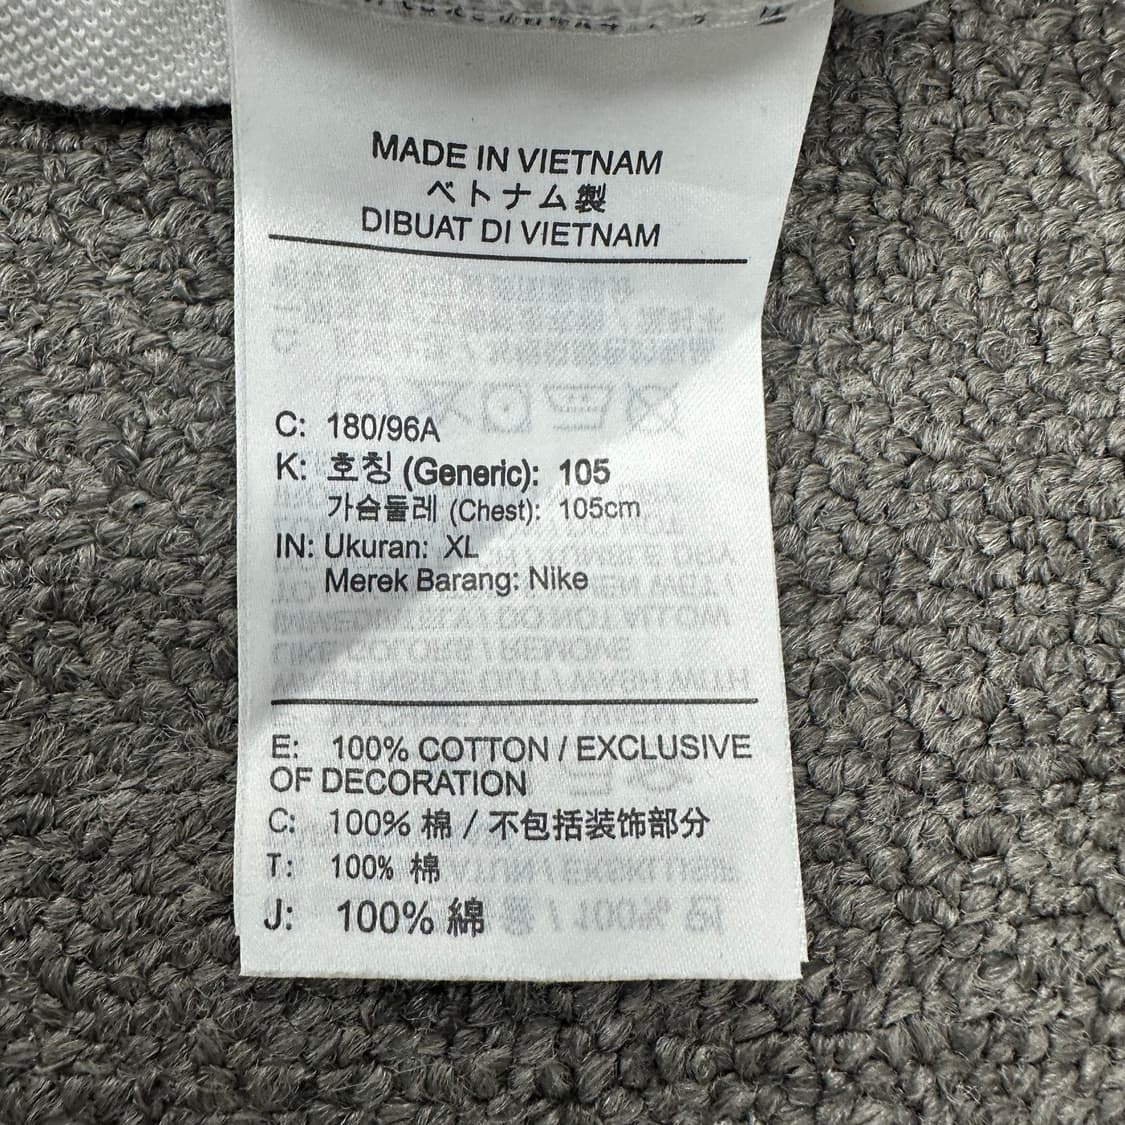 MADE IN VIETNAM
ベトナム製
DIBUAT DI VIETNAM
C: 180/96A
K: 호칭 (Generic): 105
가슴둘레 (Chest): 105cm
IN: Ukuran: XL
Merek Barang: Nike
E: 100% COTTON / EXCLUSIVE
OF DECORATION
C: 100% 棉 / 不包括装饰部分
T: 100% 棉
J: 100% 綿